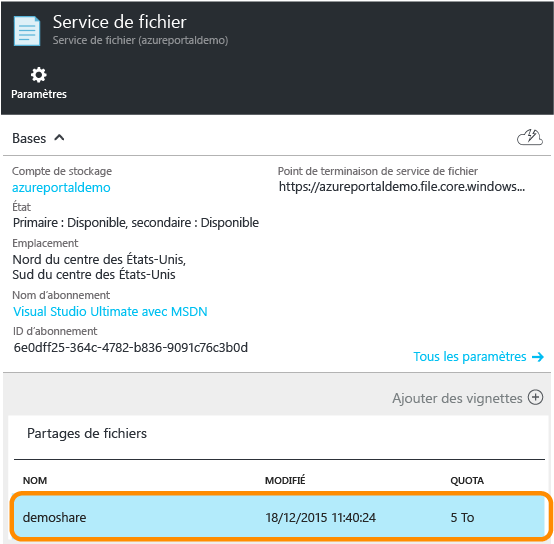 Service de fichier
Service de fichier (azureportaldemo)
Paramètres
Bases
Compte de stockage
azureportaldemo
État
Primaire : Disponible, secondaire : Disponible
Emplacement
Nord du centre des États-Unis,
Sud du centre des États-Unis
Nom d'abonnement
Visual Studio Ultimate avec MSDN
ID d'abonnement
6e0dff25-364c-4782-b836-9091c76c3b0d
Point de terminaison de service de fichier
https://azureportaldemo.file.core.windows...
Tous les paramètres →
Ajouter des vignettes
Partages de fichiers
NOM MODIFIÉ QUOTA
demoshare 18/12/2015 11:40:24 5 To